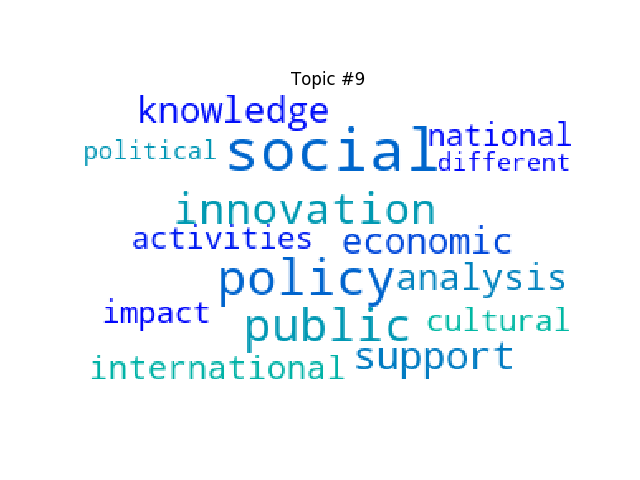 Topic #9
knowledge
national
political
social
different
innovation
activities
economic
policy
analysis
impact
public
cultural
international
support